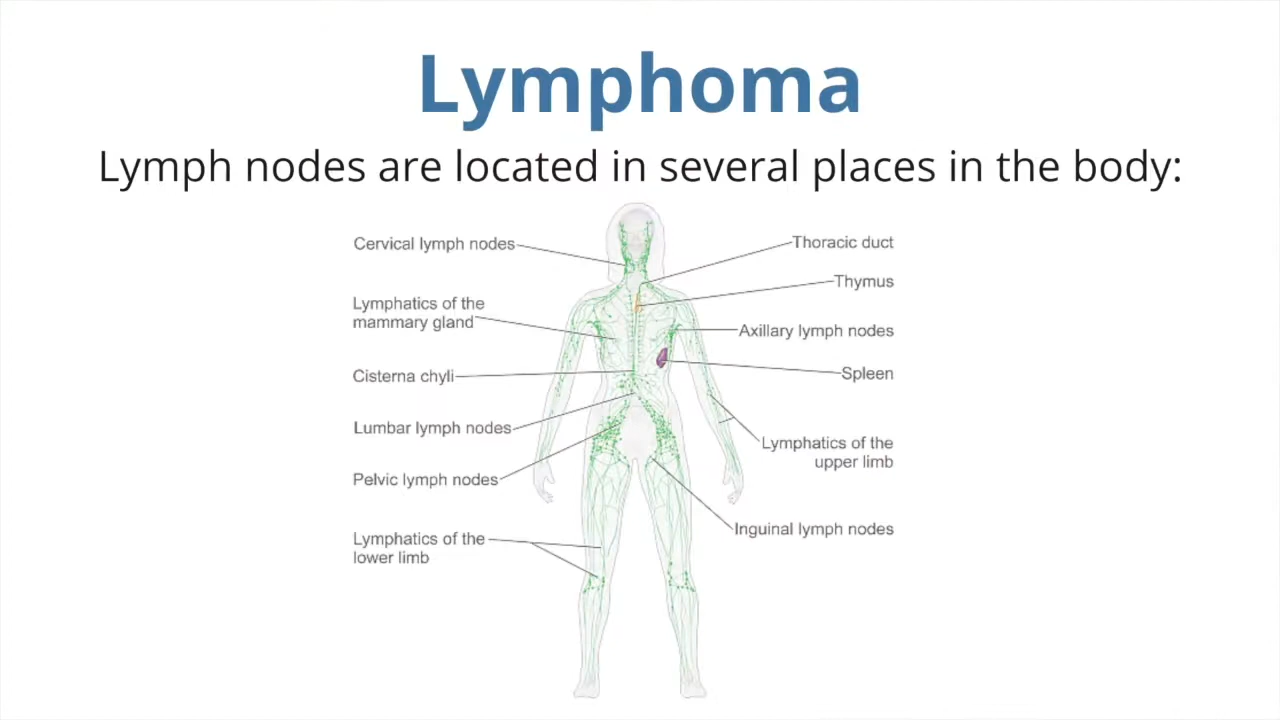 Lymphoma
Lymph nodes are located in several places in the body:
Cervical lymph nodes
Lymphatics of the
mammary gland
Cisterna chyli
Lumbar lymph nodes
Pelvic lymph nodes
Lymphatics of the
lower limb
Thoracic duct
Thymus
Axillary lymph nodes
Spleen
Lymphatics of the
upper limb
Inguinal lymph nodes